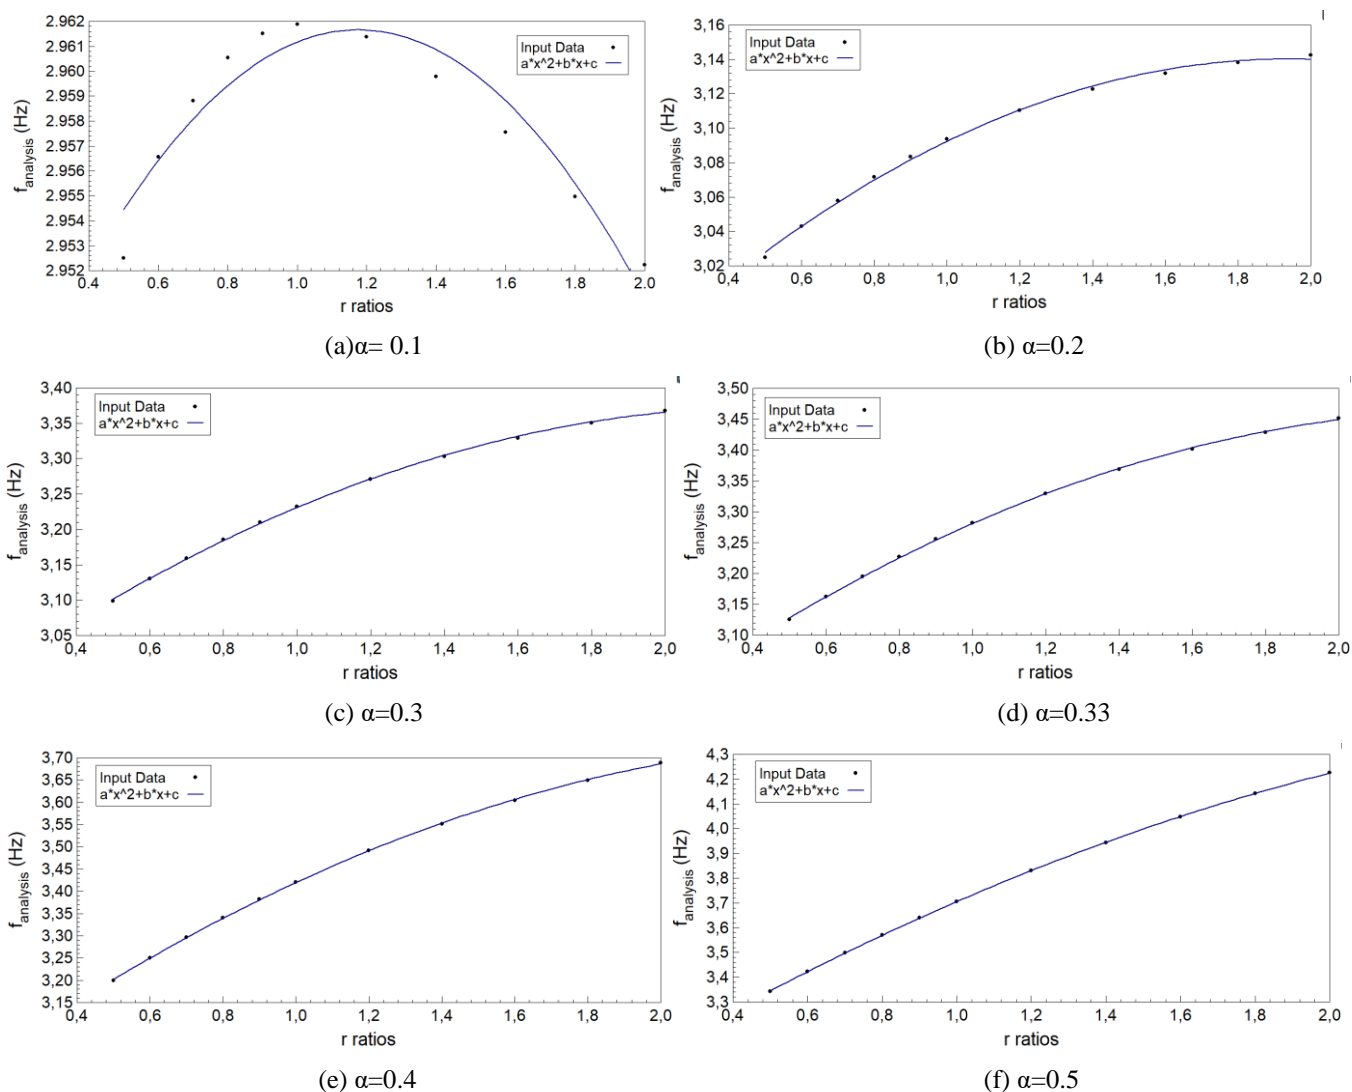 2.962
2.961
2.960
2.959
2.958
2.957
2.956
2.955
2.954
2.953
2.952
f_analysis (Hz)
Input Data
a*x^2+b*x+c
0.4 0.6 0.8 1.0 1.2 1.4 1.6 1.8 2.0
r ratios
(a)α= 0.1
3,16
3,14
3,12
3,10
3,08
3,06
3,04
3,02
f_analysis (Hz)
Input Data
a*x^2+b*x+c
0,4 0,6 0,8 1,0 1,2 1,4 1,6 1,8 2,0
r ratios
(b) α=0.2
3,40
3,35
3,30
3,25
3,20
3,15
3,10
3,05
f_analysis (Hz)
Input Data
a*x^2+b*x+c
0,4 0,6 0,8 1,0 1,2 1,4 1,6 1,8 2,0
r ratios
(c) α=0.3
3,50
3,45
3,40
3,35
3,30
3,25
3,20
3,15
3,10
f_analysis (Hz)
Input Data
a*x^2+b*x+c
0,4 0,6 0,8 1,0 1,2 1,4 1,6 1,8 2,0
r ratios
(d) α=0.33
3,70
3,65
3,60
3,55
3,50
3,45
3,40
3,35
3,30
3,25
3,20
3,15
f_analysis (Hz)
Input Data
a*x^2+b*x+c
0,4 0,6 0,8 1,0 1,2 1,4 1,6 1,8 2,0
r ratios
(e) α=0.4
4,3
4,2
4,1
4,0
3,9
3,8
3,7
3,6
3,5
3,4
3,3
f_analysis (Hz)
Input Data
a*x^2+b*x+c
0,4 0,6 0,8 1,0 1,2 1,4 1,6 1,8 2,0
r ratios
(f) α=0.5